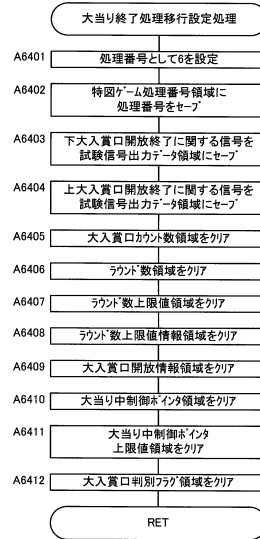 大当り終了処理移行設定処理
A6401
処理番号として6を設定
A6402
特図ゲーム処理番号領域に
処理番号をセーブ
A6403
下大入賞口開放終了に関する信号を
試験信号出力データ領域にセーブ
A6404
上大入賞口開放終了に関する信号を
試験信号出力データ領域にセーブ
A6405
大入賞口カウント数領域をクリア
A6406
ラウンド数領域をクリア
A6407
ラウンド数上限値領域をクリア
A6408
ラウンド数上限値情報領域をクリア
A6409
大入賞口開放情報領域をクリア
A6410
大当り中制御ポインタ領域をクリア
A6411
大当り中制御ポインタ
上限値領域をクリア
A6412
大入賞口判別フラグ領域をクリア
RET